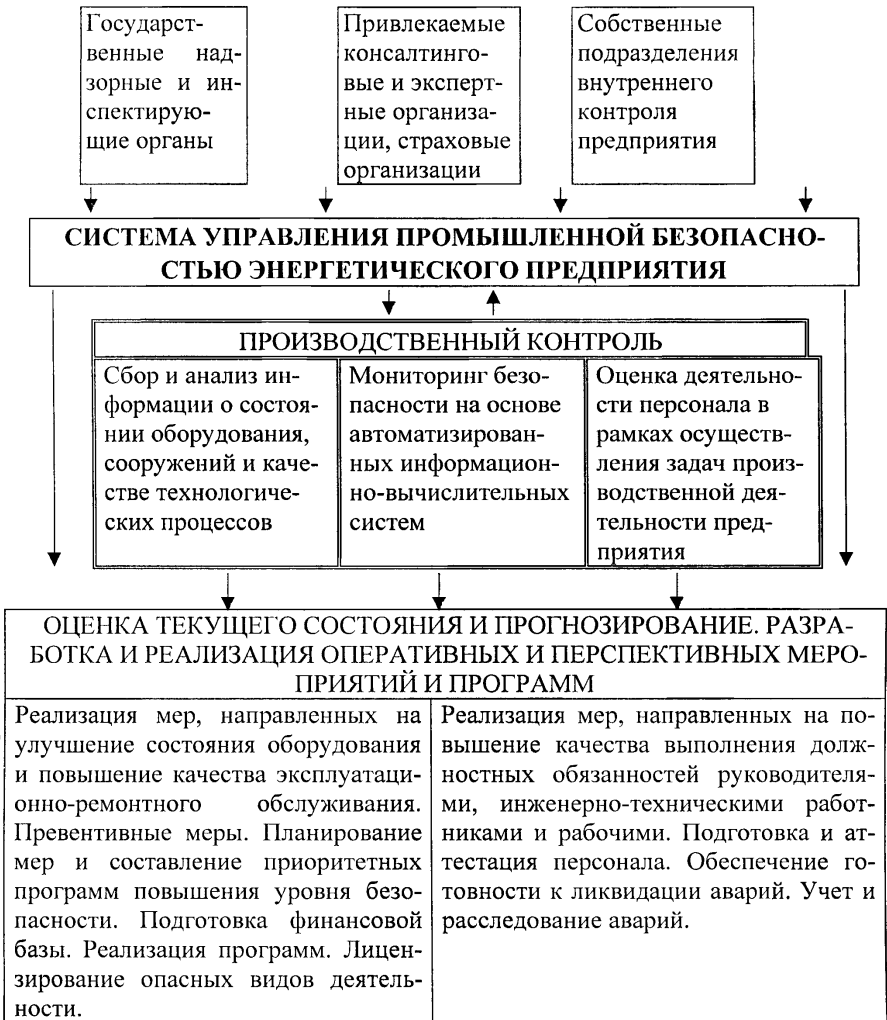 Государст-
венные над-
зорные и ин-
спектирую-
щие органы
Привлекаемые
консалтинго-
вые и эксперт-
ные организа-
ции, страховые
организации
Собственные
подразделения
внутреннего
контроля
предприятия
СИСТЕМА УПРАВЛЕНИЯ ПРОМЫШЛЕННОЙ БЕЗОПАСНО-
СТЬЮ ЭНЕРГЕТИЧЕСКОГО ПРЕДПРИЯТИЯ
ПРОИЗВОДСТВЕННЫЙ КОНТРОЛЬ
Сбор и анализ ин-
формации о состоя-
нии оборудования,
сооружений и каче-
стве технологиче-
ских процессов
Мониторинг безо-
пасности на основе
автоматизирован-
ных информацион-
но-вычислительных
систем
Оценка деятельно-
сти персонала в
рамках осуществ-
ления задач произ-
водственной дея-
тельности пред-
приятия
ОЦЕНКА ТЕКУЩЕГО СОСТОЯНИЯ И ПРОГНОЗИРОВАНИЕ. РАЗРА-
БОТКА И РЕАЛИЗАЦИЯ ОПЕРАТИВНЫХ И ПЕРСПЕКТИВНЫХ МЕРО-
ПРИЯТИЙ И ПРОГРАММ
Реализация мер, направленных на
улучшение состояния оборудования
и повышение качества эксплуатаци-
онно-ремонтного обслуживания.
Превентивные меры. Планирование
мер и составление приоритетных
программ повышения уровня безо-
пасности. Подготовка финансовой
базы. Реализация программ. Лицен-
зирование опасных видов деятель-
ности.
Реализация мер, направленных на по-
вышение качества выполнения долж-
ностных обязанностей руководителя-
ми, инженерно-техническими работ-
никами и рабочими. Подготовка и ат-
тестация персонала. Обеспечение го-
товности к ликвидации аварий. Учет и
расследование аварий.